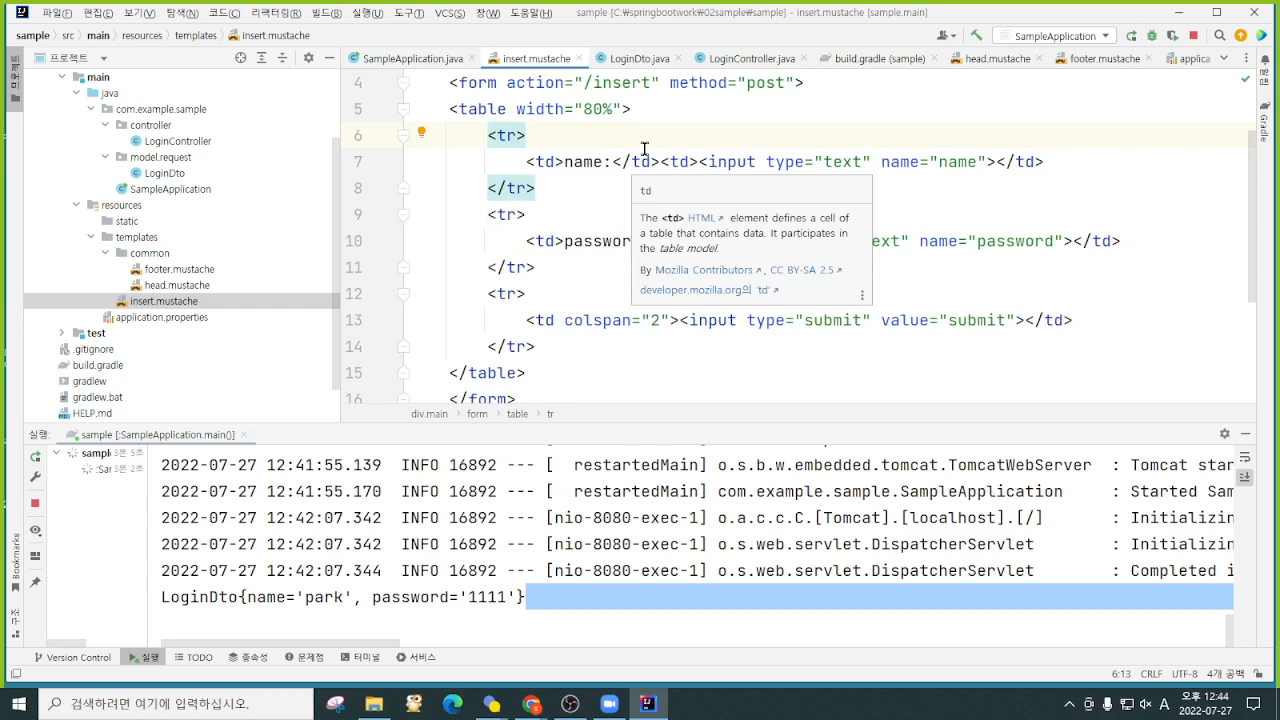 파일(F) 편집(E) 보기(V) 탐색(N) 코드(C) 리팩터링(R) 빌드(B) 실행(U) 도구(T) VCS(S) 창(W) 도움말(H) sample [C:₩springbootwork₩02sample₩sample] - insert.mustache [sample.main]
sample > src > main > resources > templates > insert.mustache
SampleApplication
프로젝트
SampleApplication.java insert.mustache LoginDto.java LoginController.java build.gradle (sample) head.mustache footer.mustache applica
main
java
com.example.sample
controller
LoginController
model.request
LoginDto
SampleApplication
resources
static
templates
common
footer.mustache
head.mustache
insert.mustache
application.properties
test
.gitignore
build.gradle
gradlew
gradlew.bat
HELP.md
4 <form action="/insert" method="post">
5 <table width="80%">
6 <tr>
7 <td>name:</td><td><input type="text" name="name"></td>
8 </tr>
9 <tr>
10 <td>passwor ext" name="password"></td>
11 </tr>
12 <tr>
13 <td colspan="2"><input type="submit" value="submit"></td>
14 </tr>
15 </table>
16 </form>
td
The <td> HTML↗ element defines a cell of
a table that contains data. It participates in
the table model.
By Mozilla Contributors↗, CC BY-SA 2.5↗
developer.mozilla.org의 'td'↗
Gradle
div.main > form > table > tr
실행: sample [:SampleApplication.main()]
sampl 3분 5초
:Sar 3분 2초
2022-07-27 12:41:55.139 INFO 16892 --- [ restartedMain] o.s.b.w.embedded.tomcat.TomcatWebServer : Tomcat star
2022-07-27 12:41:55.170 INFO 16892 --- [ restartedMain] com.example.sample.SampleApplication : Started Sam
2022-07-27 12:42:07.342 INFO 16892 --- [nio-8080-exec-1] o.a.c.c.C.[Tomcat].[localhost].[/] : Initializin
2022-07-27 12:42:07.342 INFO 16892 --- [nio-8080-exec-1] o.s.web.servlet.DispatcherServlet : Initializin
2022-07-27 12:42:07.344 INFO 16892 --- [nio-8080-exec-1] o.s.web.servlet.DispatcherServlet : Completed i
LoginDto{name='park', password='1111'}
Bookmarks
Version Control 실행 TODO 종속성 문제점 터미널 서비스
6:13 CRLF UTF-8 4개 공백
검색하려면 여기에 입력하십시오.
A 오후 12:44
2022-07-27